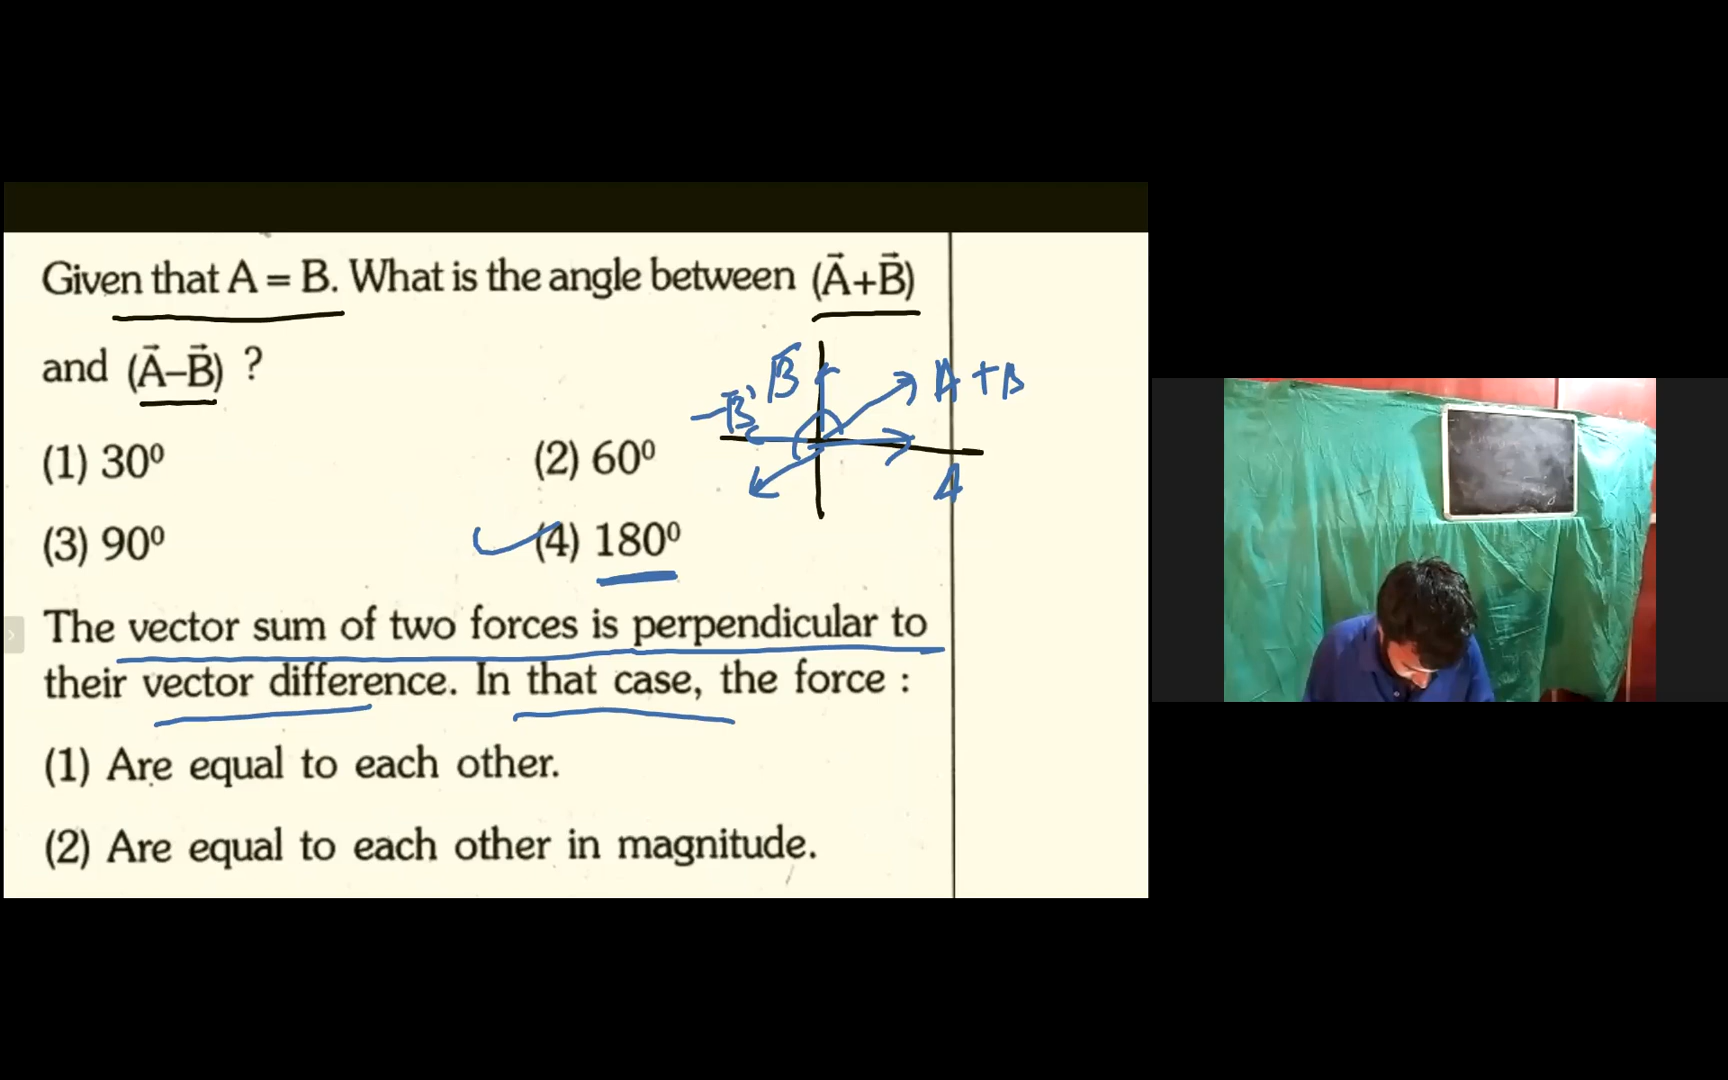 Given that A = B. What is the angle between (A⃗+B⃗)
and (A⃗–B⃗) ?
B⃗
A + B
–B⃗
(1) 30⁰
(2) 60⁰
A
(3) 90⁰
(4) 180⁰
The vector sum of two forces is perpendicular to
their vector difference. In that case, the force :
(1) Are equal to each other.
(2) Are equal to each other in magnitude.